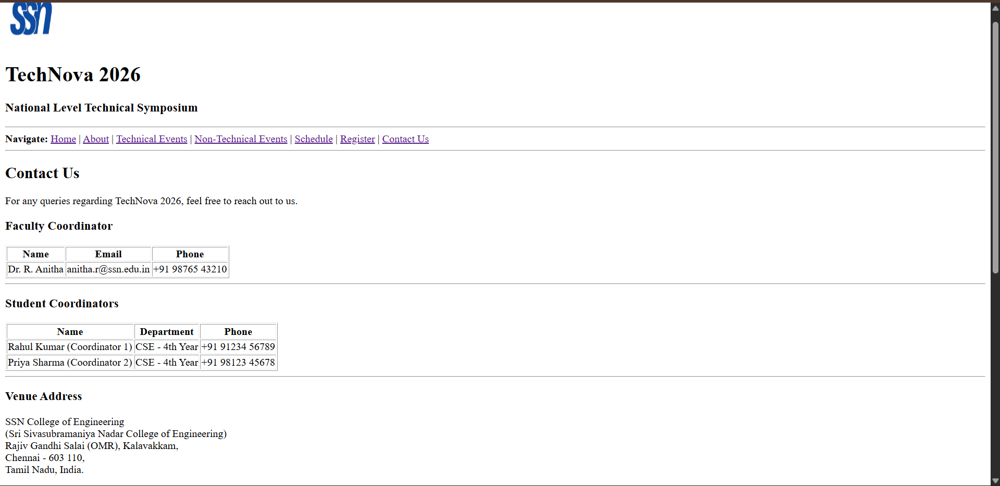 ssn
TechNova 2026
National Level Technical Symposium
Navigate: Home | About | Technical Events | Non-Technical Events | Schedule | Register | Contact Us
Contact Us
For any queries regarding TechNova 2026, feel free to reach out to us.
Faculty Coordinator
Name Email Phone
Dr. R. Anitha anitha.r@ssn.edu.in +91 98765 43210
Student Coordinators
Name Department Phone
Rahul Kumar (Coordinator 1) CSE - 4th Year +91 91234 56789
Priya Sharma (Coordinator 2) CSE - 4th Year +91 98123 45678
Venue Address
SSN College of Engineering
(Sri Sivasubramaniya Nadar College of Engineering)
Rajiv Gandhi Salai (OMR), Kalavakkam,
Chennai - 603 110,
Tamil Nadu, India.